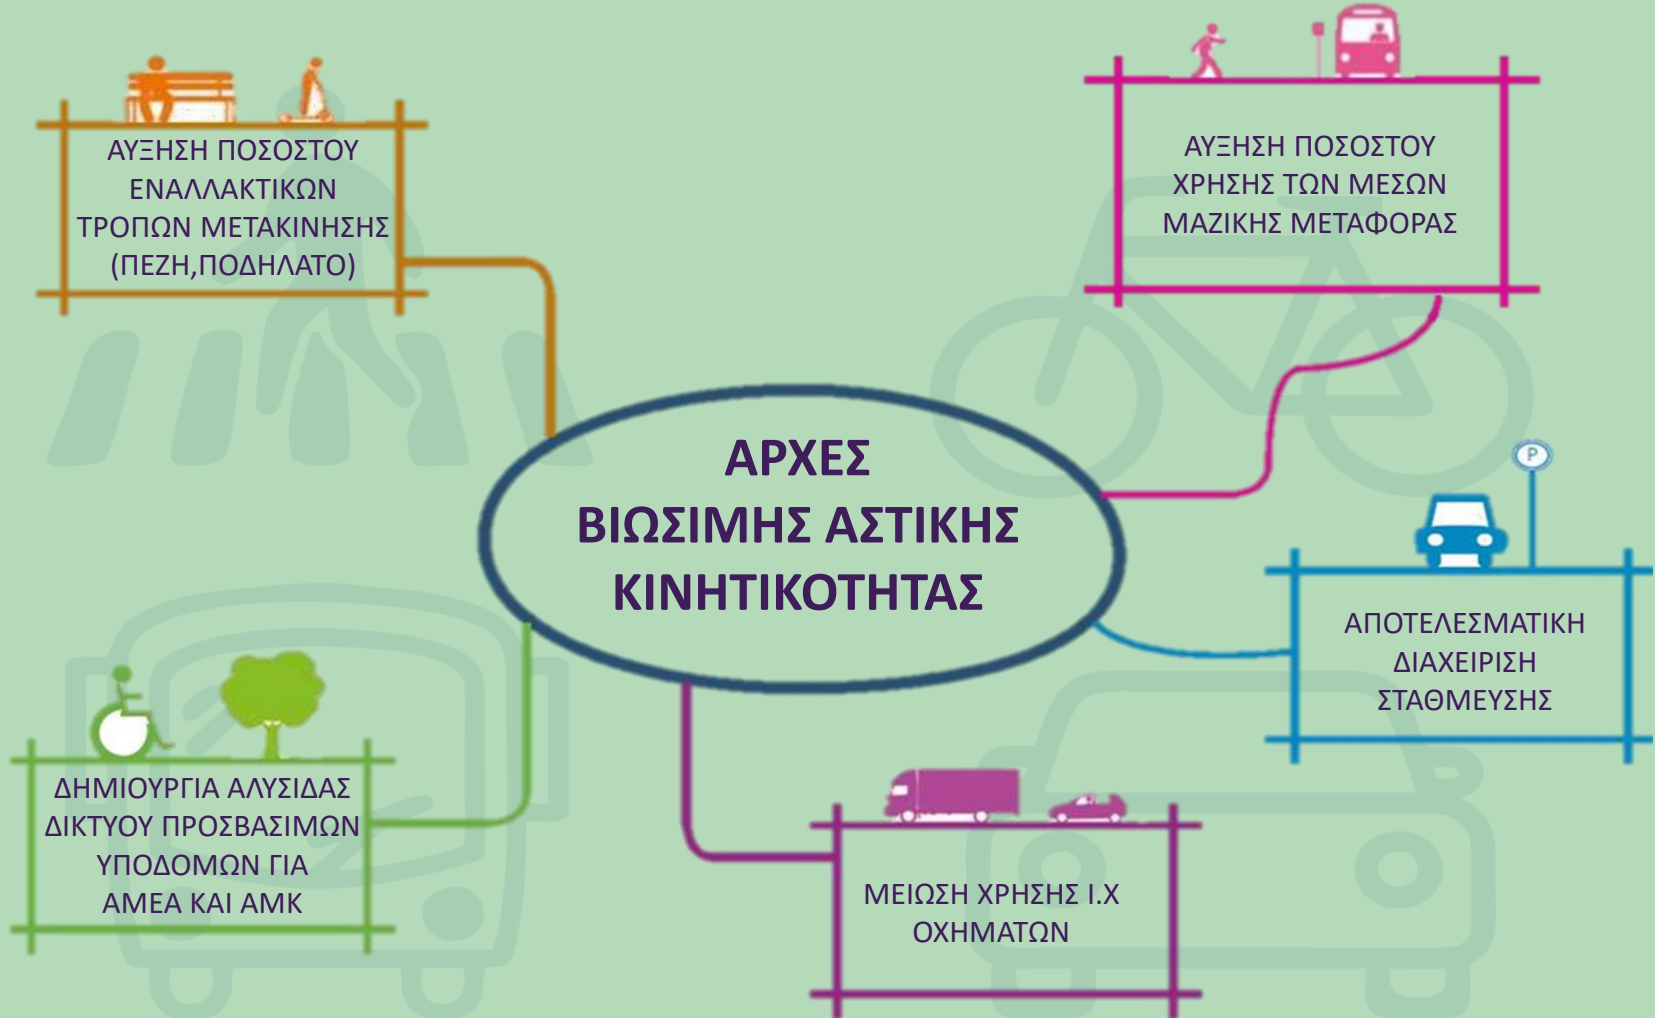 ΑΥΞΗΣΗ ΠΟΣΟΣΤΟΥ
ΕΝΑΛΛΑΚΤΙΚΩΝ
ΤΡΟΠΩΝ ΜΕΤΑΚΙΝΗΣΗΣ
(ΠΕΖΗ,ΠΟΔΗΛΑΤΟ)
ΑΥΞΗΣΗ ΠΟΣΟΣΤΟΥ
ΧΡΗΣΗΣ ΤΩΝ ΜΕΣΩΝ
ΜΑΖΙΚΗΣ ΜΕΤΑΦΟΡΑΣ
ΑΡΧΕΣ
ΒΙΩΣΙΜΗΣ ΑΣΤΙΚΗΣ
ΚΙΝΗΤΙΚΟΤΗΤΑΣ
P
ΑΠΟΤΕΛΕΣΜΑΤΙΚΗ
ΔΙΑΧΕΙΡΙΣΗ
ΣΤΑΘΜΕΥΣΗΣ
ΔΗΜΙΟΥΡΓΙΑ ΑΛΥΣΙΔΑΣ
ΔΙΚΤΥΟΥ ΠΡΟΣΒΑΣΙΜΩΝ
ΥΠΟΔΟΜΩΝ ΓΙΑ
ΑΜΕΑ ΚΑΙ ΑΜΚ
ΜΕΙΩΣΗ ΧΡΗΣΗΣ Ι.Χ
ΟΧΗΜΑΤΩΝ